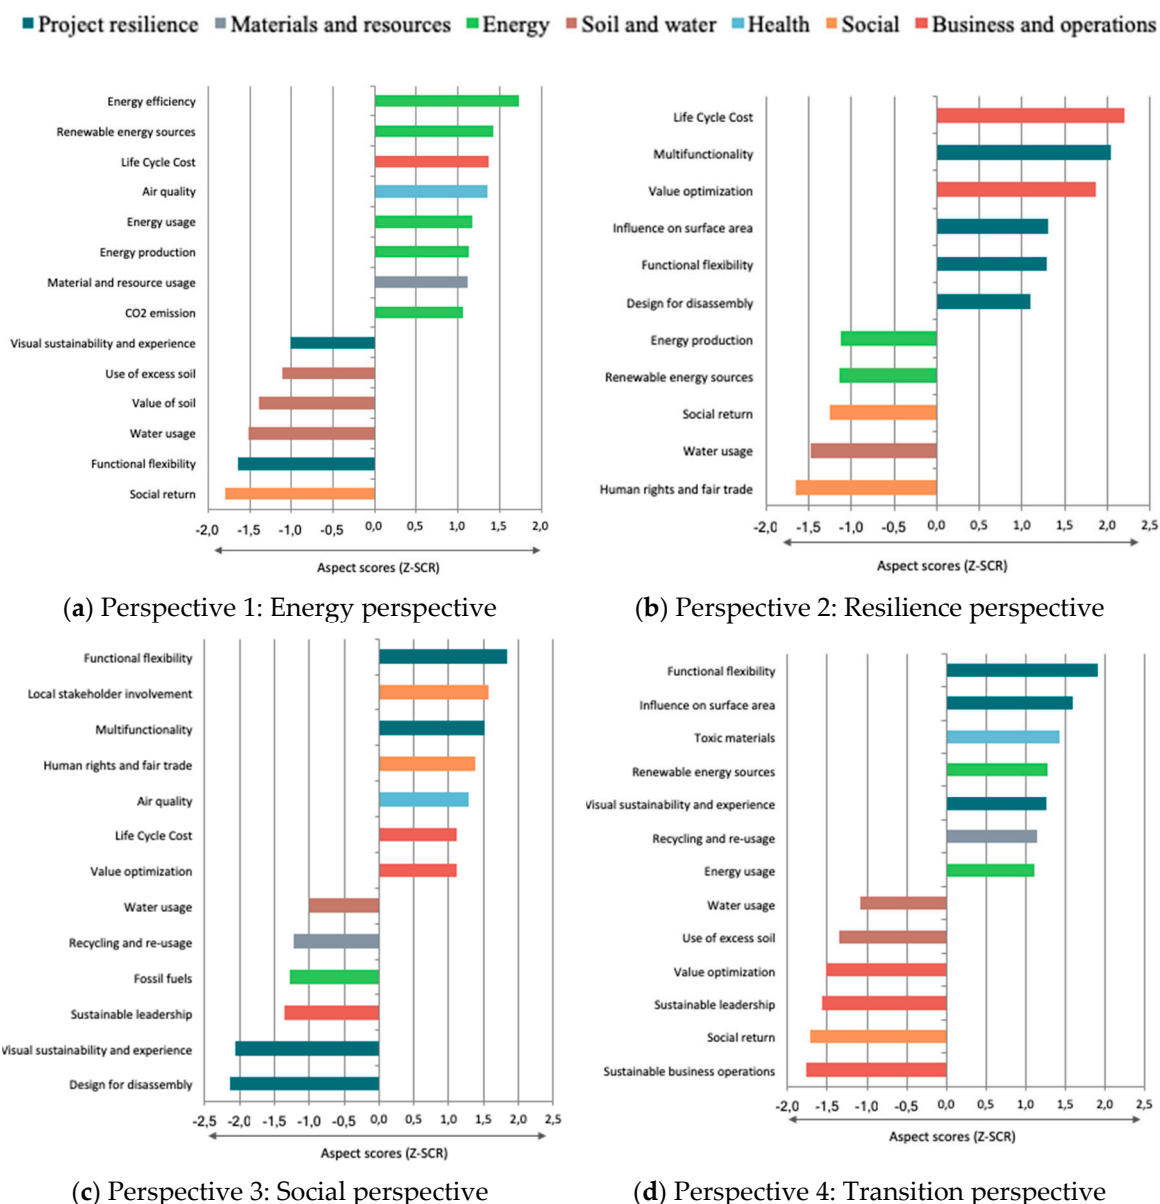 Project resilience Materials and resources Energy Soil and water Health Social Business and operations
Energy efficiency
Renewable energy sources
Life Cycle Cost
Air quality
Energy usage
Energy production
Material and resource usage
CO2 emission
Visual sustainability and experience
Use of excess soil
Value of soil
Water usage
Functional flexibility
Social return
-2,0 -1,5 -1,0 -0,5 0,0 0,5 1,0 1,5 2,0
Aspect scores (Z-SCR)
(a) Perspective 1: Energy perspective
Life Cycle Cost
Multifunctionality
Value optimization
Influence on surface area
Functional flexibility
Design for disassembly
Energy production
Renewable energy sources
Social return
Water usage
Human rights and fair trade
-2,0 -1,5 -1,0 -0,5 0,0 0,5 1,0 1,5 2,0 2,5
Aspect scores (Z-SCR)
(b) Perspective 2: Resilience perspective
Functional flexibility
Local stakeholder involvement
Multifunctionality
Human rights and fair trade
Air quality
Life Cycle Cost
Value optimization
Water usage
Recycling and re-usage
Fossil fuels
Sustainable leadership
Visual sustainability and experience
Design for disassembly
-2,5 -2,0 -1,5 -1,0 -0,5 0,0 0,5 1,0 1,5 2,0 2,5
Aspect scores (Z-SCR)
(c) Perspective 3: Social perspective
Functional flexibility
Influence on surface area
Toxic materials
Renewable energy sources
Visual sustainability and experience
Recycling and re-usage
Energy usage
Water usage
Use of excess soil
Value optimization
Sustainable leadership
Social return
Sustainable business operations
-2,0 -1,5 -1,0 -0,5 0,0 0,5 1,0 1,5 2,0 2,5
Aspect scores (Z-SCR)
(d) Perspective 4: Transition perspective